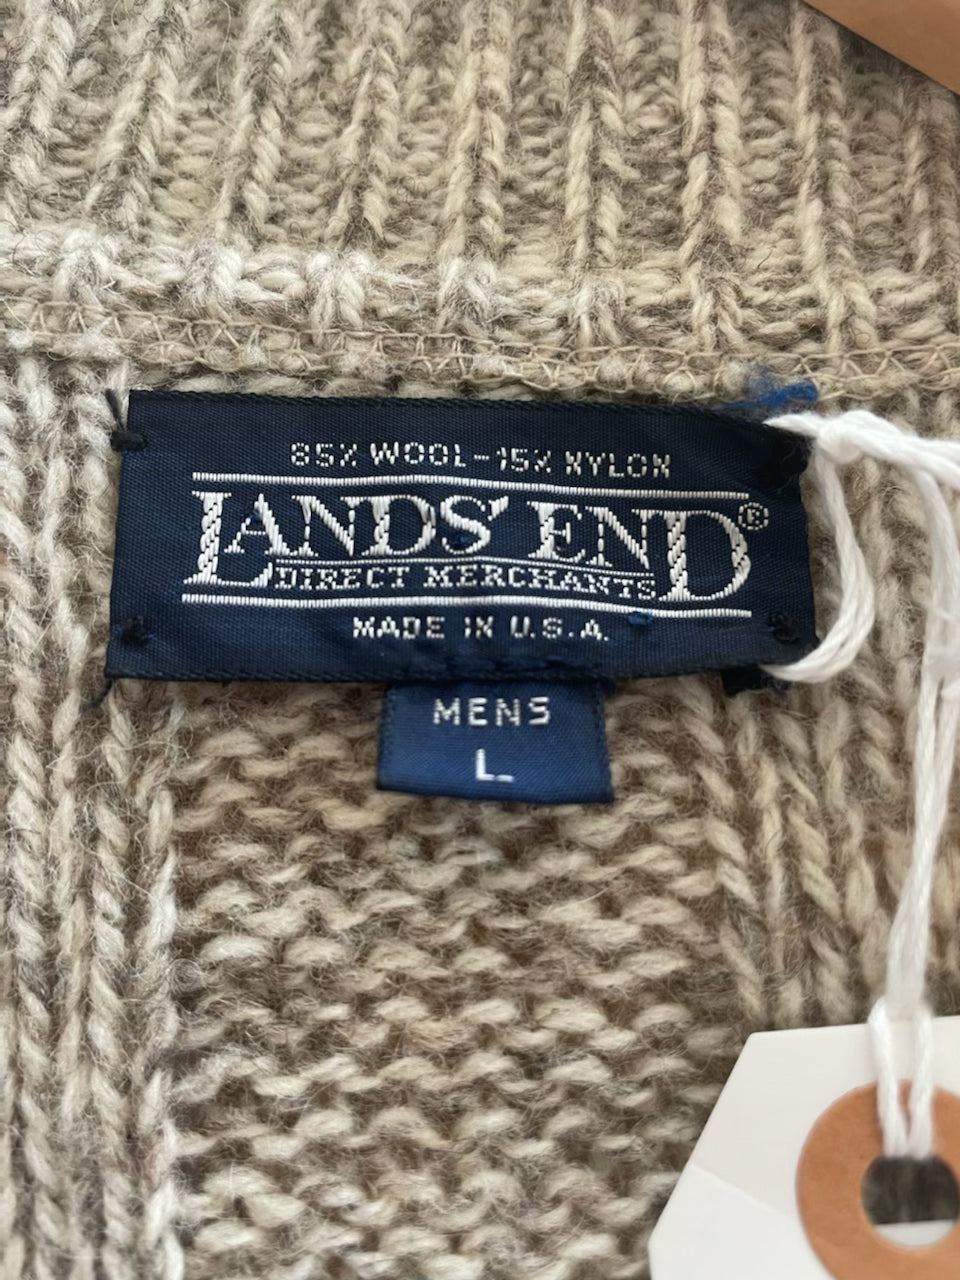 85% WOOL-15% NYLON
LANDS' END®
DIRECT MERCHANTS
MADE IN U.S.A.
MENS
L